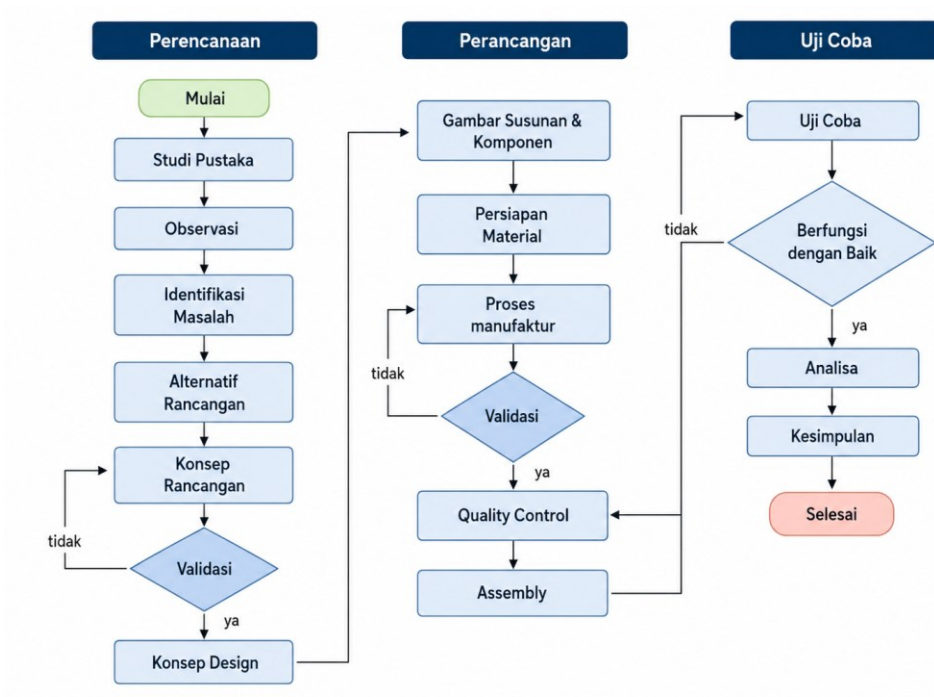 Perencanaan
Mulai
Studi Pustaka
Observasi
Identifikasi
Masalah
Alternatif
Rancangan
Konsep
Rancangan
tidak
Validasi
ya
Konsep Design
Perancangan
Gambar Susunan &
Komponen
Persiapan
Material
Proses
manufaktur
tidak
Validasi
ya
Quality Control
Assembly
Uji Coba
Uji Coba
tidak
Berfungsi
dengan Baik
ya
Analisa
Kesimpulan
Selesai